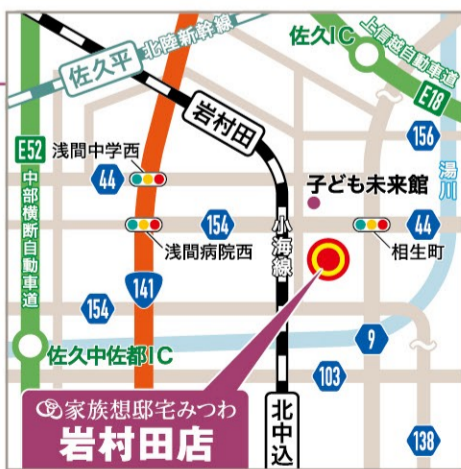 佐久IC
上信越自動車道
E18
北陸新幹線
佐久平
岩村田
156
湯川
E52
浅間中学西
44
子ども未来館
中部横断自動車道
154
44
浅間病院西
小海線
相生町
141
154
佐久中佐都IC
9
103
家族想邸宅みつわ
岩村田店
北中込
138